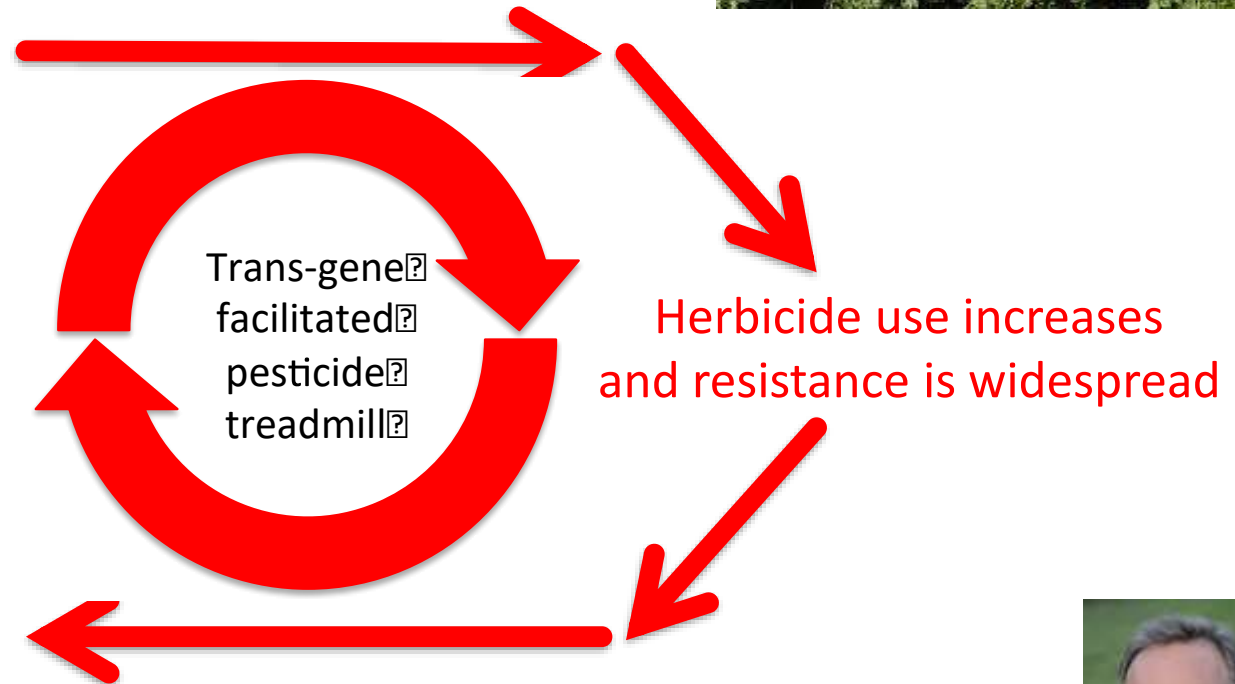 Trans-gene
facilitated
pesticide
treadmill
Herbicide use increases
and resistance is widespread